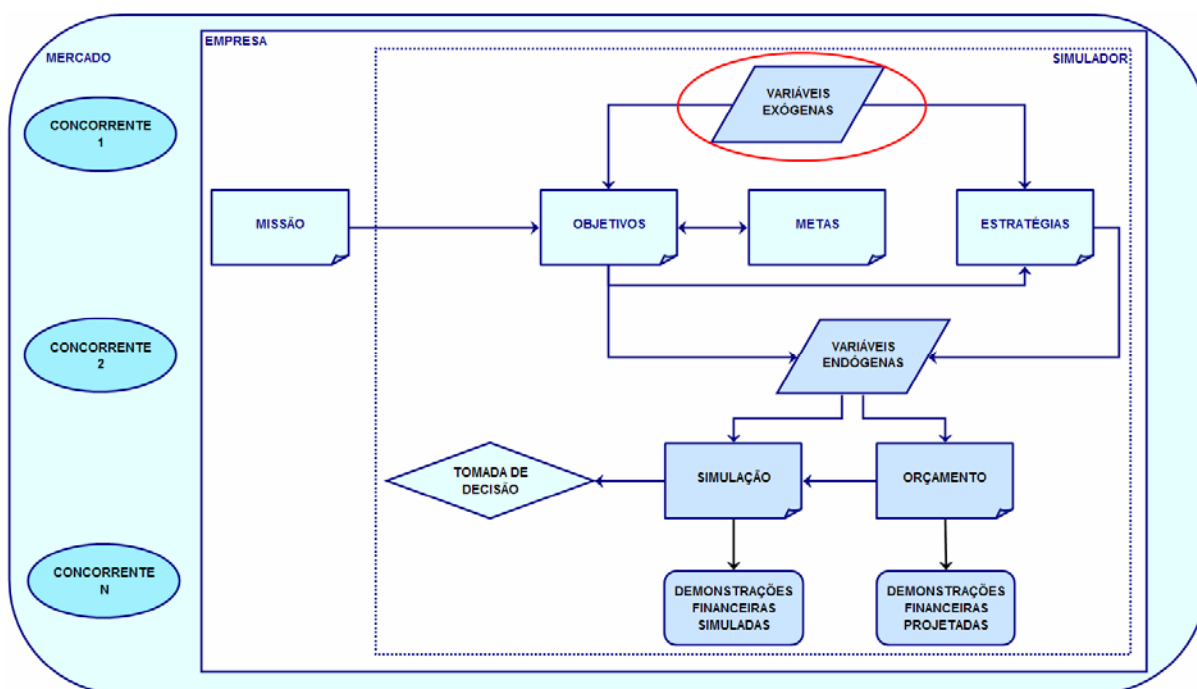 EMPRESA
MERCADO
SIMULADOR
VARIÁVEIS
EXÓGENAS
CONCORRENTE
1
MISSÃO
OBJETIVOS
METAS
ESTRATÉGIAS
CONCORRENTE
2
VARIÁVEIS
ENDÓGENAS
TOMADA DE
DECISÃO
SIMULAÇÃO
ORÇAMENTO
CONCORRENTE
N
DEMONSTRAÇÕES
FINANCEIRAS
SIMULADAS
DEMONSTRAÇÕES
FINANCEIRAS
PROJETADAS